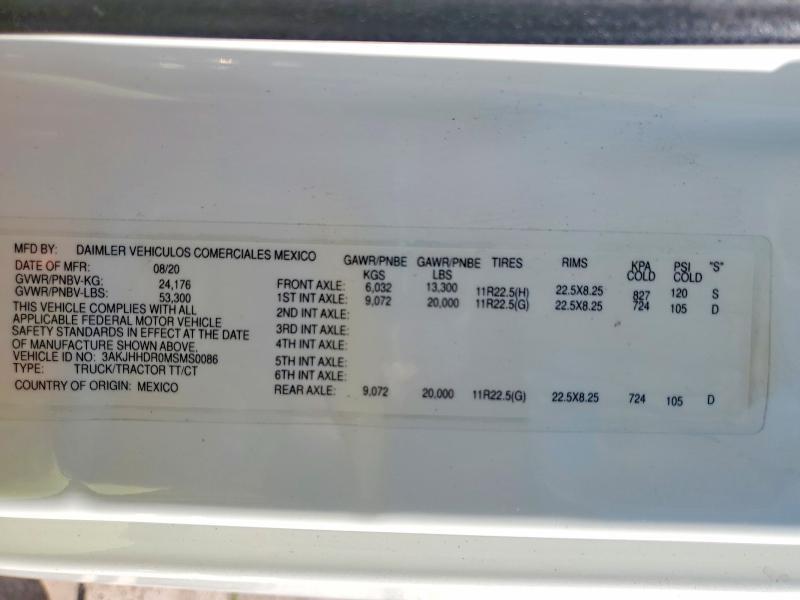 MFD BY: DAIMLER VEHICULOS COMERCIALES MEXICO
DATE OF MFR: 08/20
GVWR/PNBV-KG: 24,176
GVWR/PNBV-LBS: 53,300
THIS VEHICLE COMPLIES WITH ALL
APPLICABLE FEDERAL MOTOR VEHICLE
SAFETY STANDARDS IN EFFECT AT THE DATE
OF MANUFACTURE SHOWN ABOVE.
VEHICLE ID NO: 3AKJHHDR0MSMS0086
TYPE: TRUCK/TRACTOR TT/CT
COUNTRY OF ORIGIN: MEXICO
GAWR/PNBE GAWR/PNBE TIRES RIMS KPA PSI "S"
KGS LBS COLD COLD
FRONT AXLE: 6,032 13,300 11R22.5(H) 22.5X8.25 827 120 S
1ST INT AXLE: 9,072 20,000 11R22.5(G) 22.5X8.25 724 105 D
2ND INT AXLE:
3RD INT AXLE:
4TH INT AXLE:
5TH INT AXLE:
6TH INT AXLE:
REAR AXLE: 9,072 20,000 11R22.5(G) 22.5X8.25 724 105 D